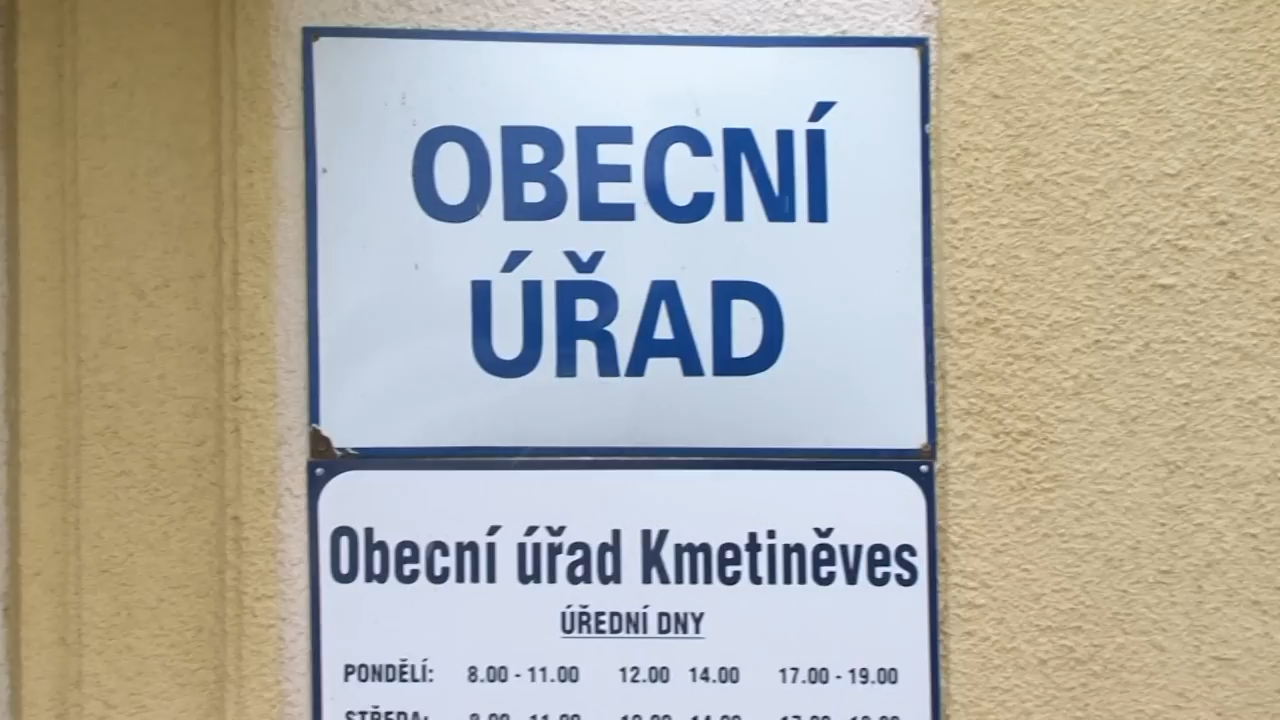 OBECNÍ
ÚŘAD
Obecní úřad Kmetiněves
ÚŘEDNÍ DNY
PONDĚLÍ: 8.00 - 11.00 12.00 14.00 17.00 - 19.00
STŘEDA: